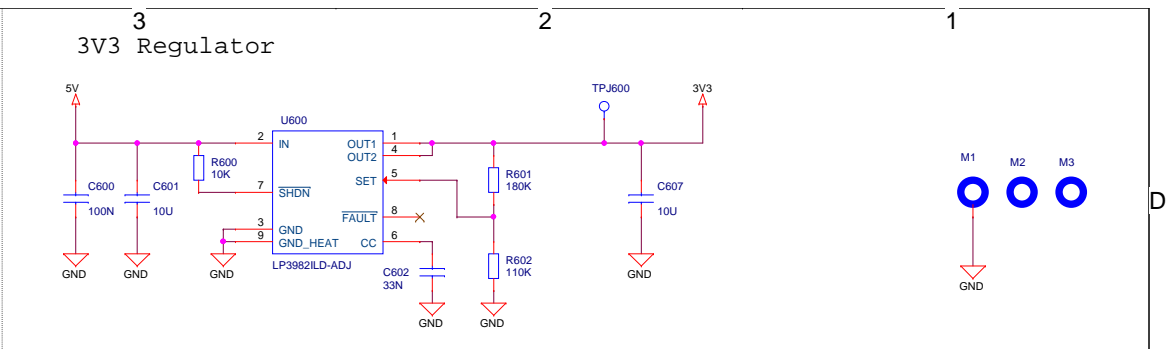 3 2 1
3V3 Regulator
5V
TPJ600
3V3
U600
2 IN
OUT1 1
OUT2 4
R600
10K
SET 5
R601
180K
7 SHDN
C600
100N
C601
10U
C607
10U
FAULT 8
3 GND
9 GND_HEAT
CC 6
LP3982ILD-ADJ
C602
33N
R602
110K
GND
GND
GND
GND
GND
GND
M1
M2
M3
GND
D